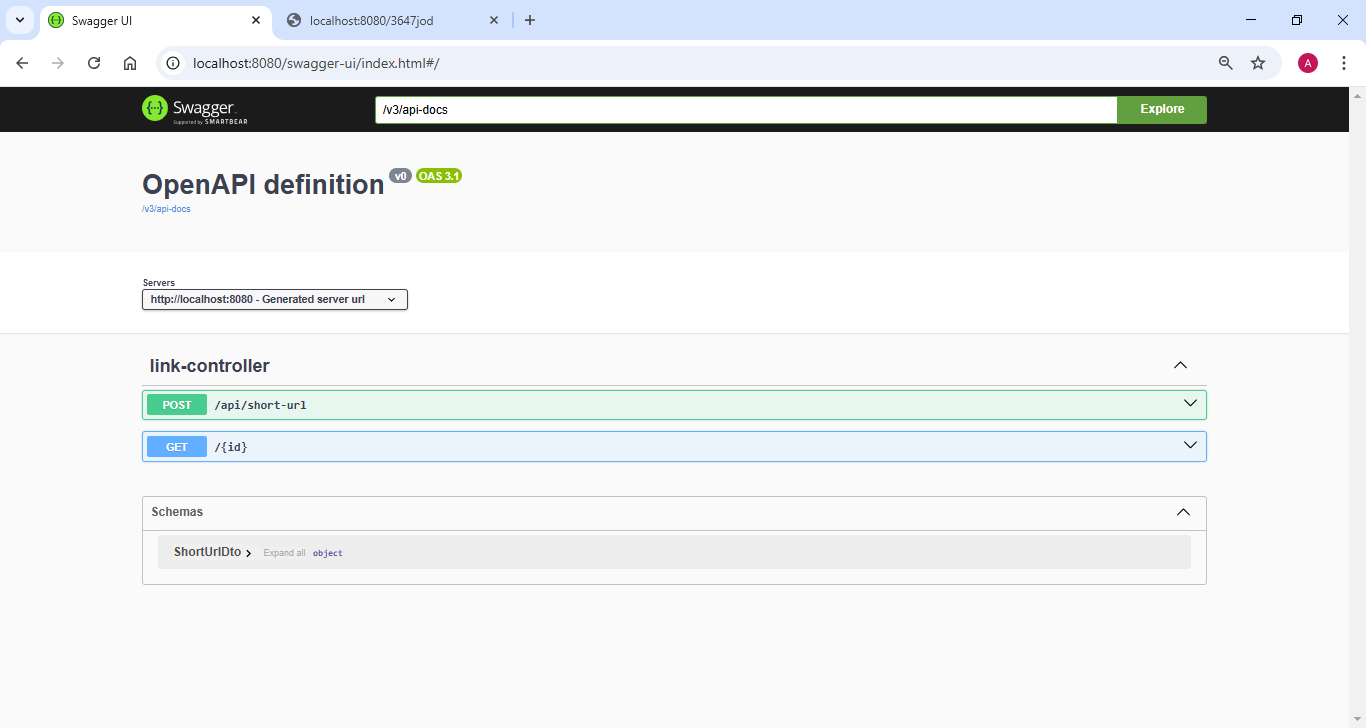 Swagger UI
localhost:8080/3647jod
localhost:8080/swagger-ui/index.html#/
A
Swagger
Supported by SMARTBEAR
/v3/api-docs
Explore
OpenAPI definition v0 OAS 3.1
/v3/api-docs
Servers
http://localhost:8080 - Generated server url
link-controller
POST /api/short-url
GET /{id}
Schemas
ShortUrlDto Expand all object